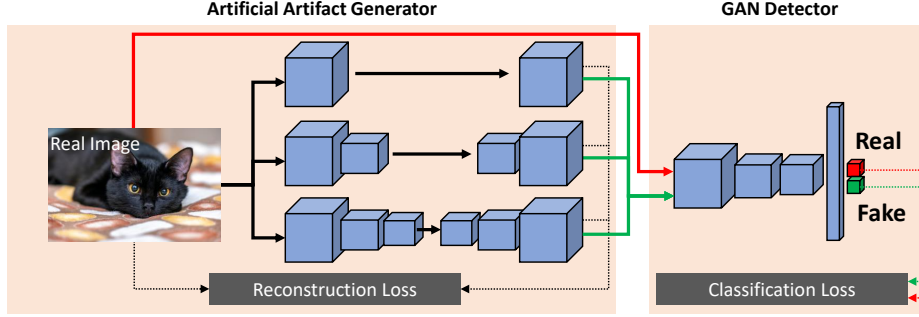 Artificial Artifact Generator
GAN Detector
Real Image
Real
Fake
Reconstruction Loss
Classification Loss